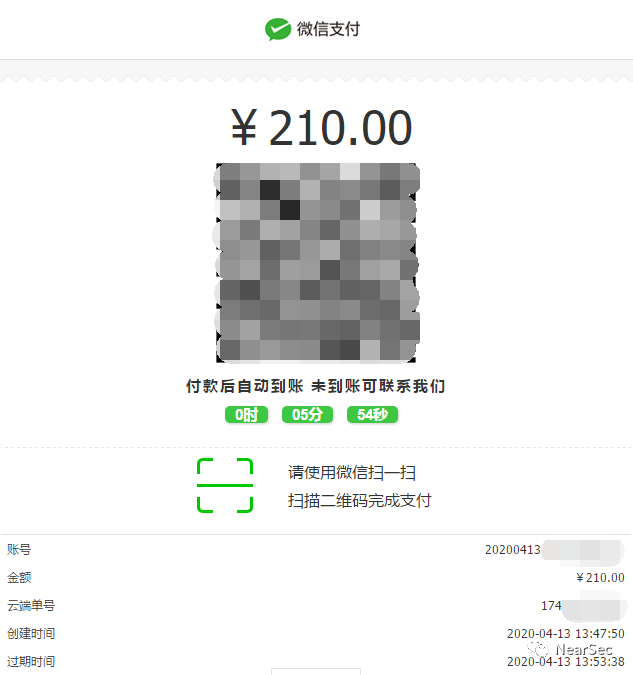 微信支付
￥210.00
付款后自动到账 未到账可联系我们
0时 05分 54秒
请使用微信扫一扫
扫描二维码完成支付
账号 20200413
金额 ￥210.00
云端单号 174
创建时间 2020-04-13 13:47:50
过期时间 2020-04-13 13:53:38
NearSec